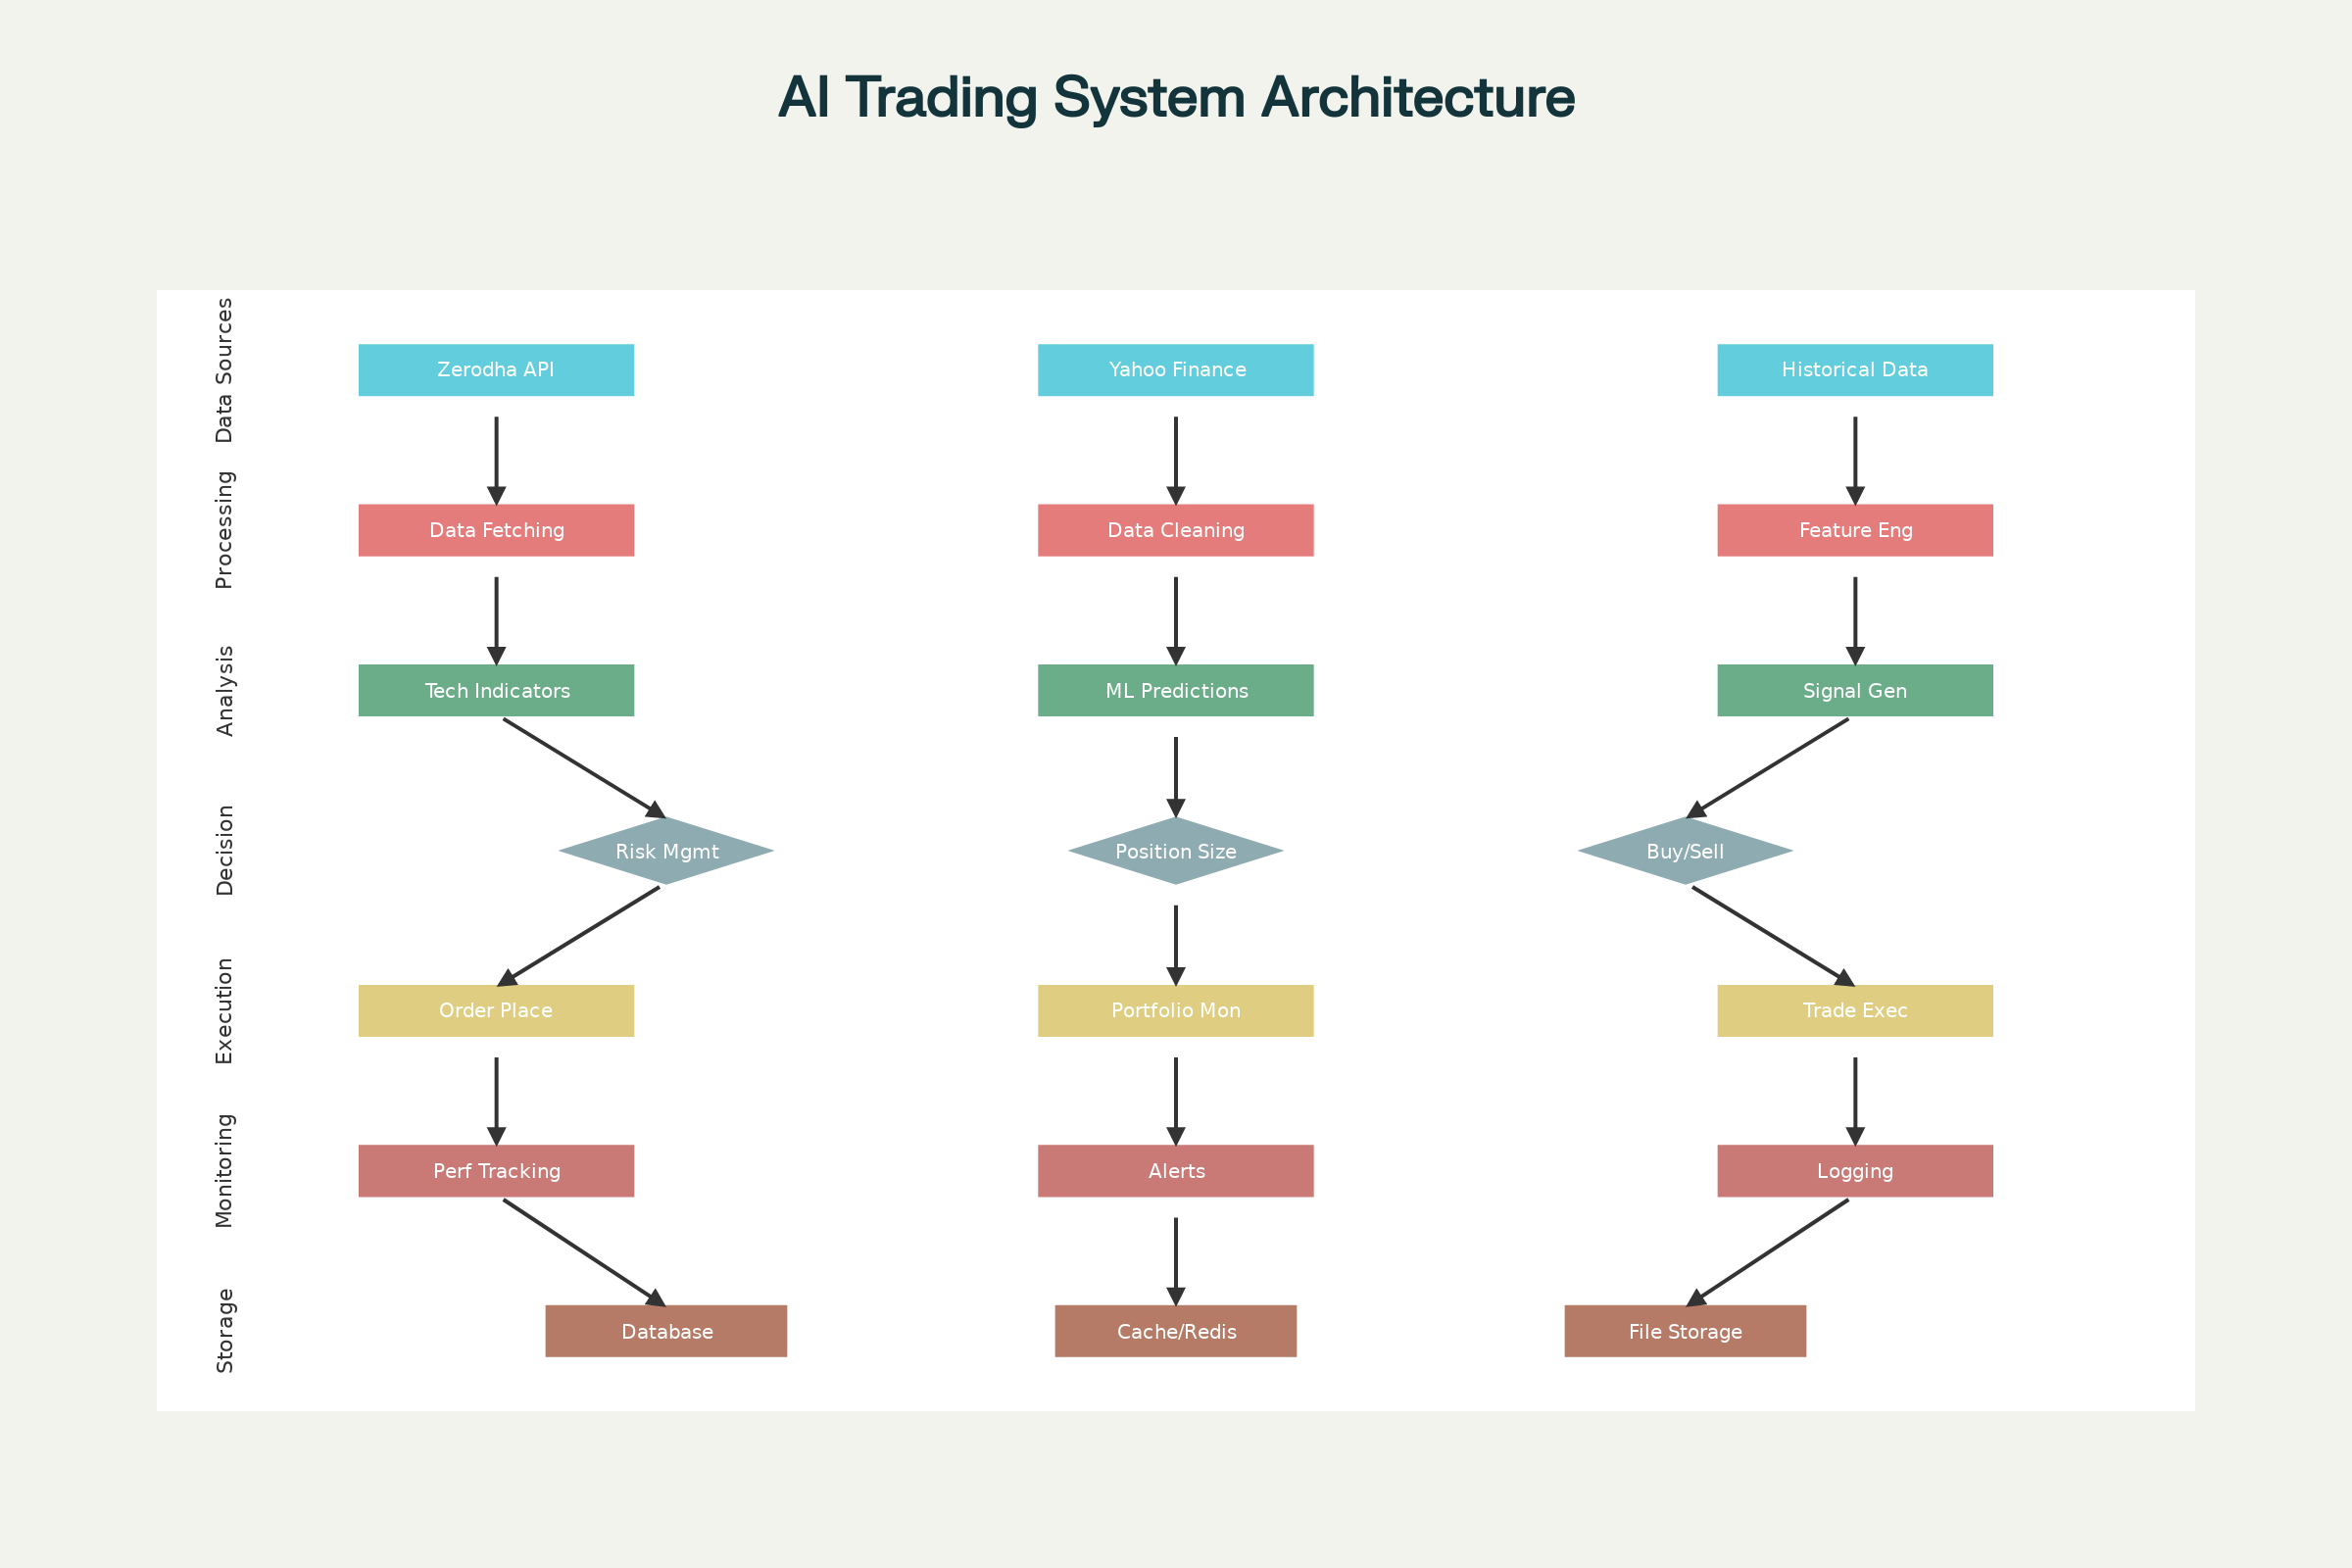 AI Trading System Architecture
Data Sources
Zerodha API
Yahoo Finance
Historical Data
Processing
Data Fetching
Data Cleaning
Feature Eng
Analysis
Tech Indicators
ML Predictions
Signal Gen
Decision
Risk Mgmt
Position Size
Buy/Sell
Execution
Order Place
Portfolio Mon
Trade Exec
Monitoring
Perf Tracking
Alerts
Logging
Storage
Database
Cache/Redis
File Storage